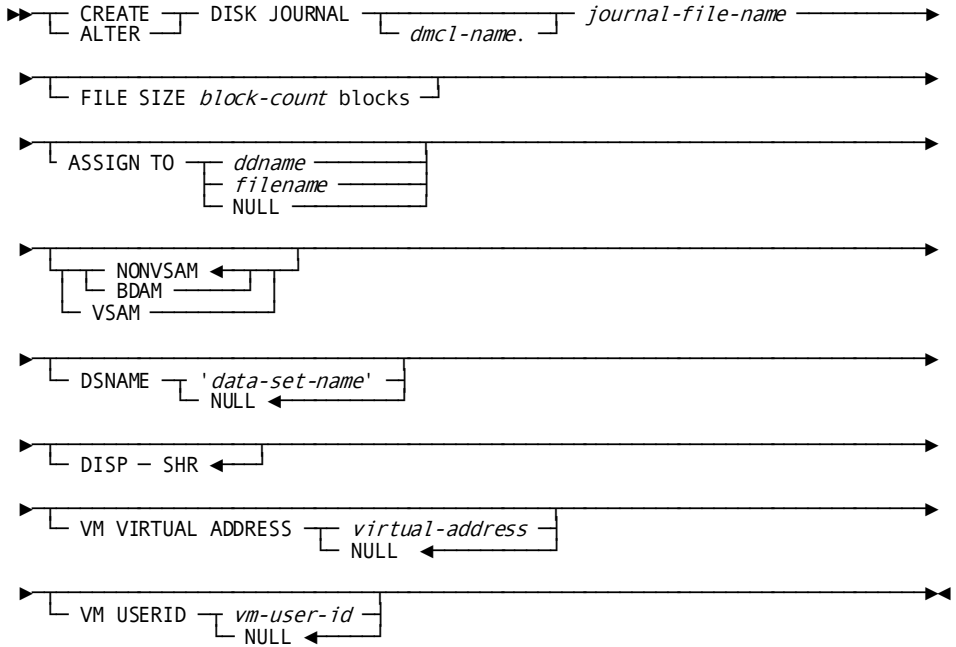 CREATE DISK JOURNAL journal-file-name
ALTER dmcl-name.
FILE SIZE block-count blocks
ASSIGN TO ddname
filename
NULL
NONVSAM
BDAM
VSAM
DSNAME 'data-set-name'
NULL
DISP — SHR
VM VIRTUAL ADDRESS virtual-address
NULL
VM USERID vm-user-id
NULL